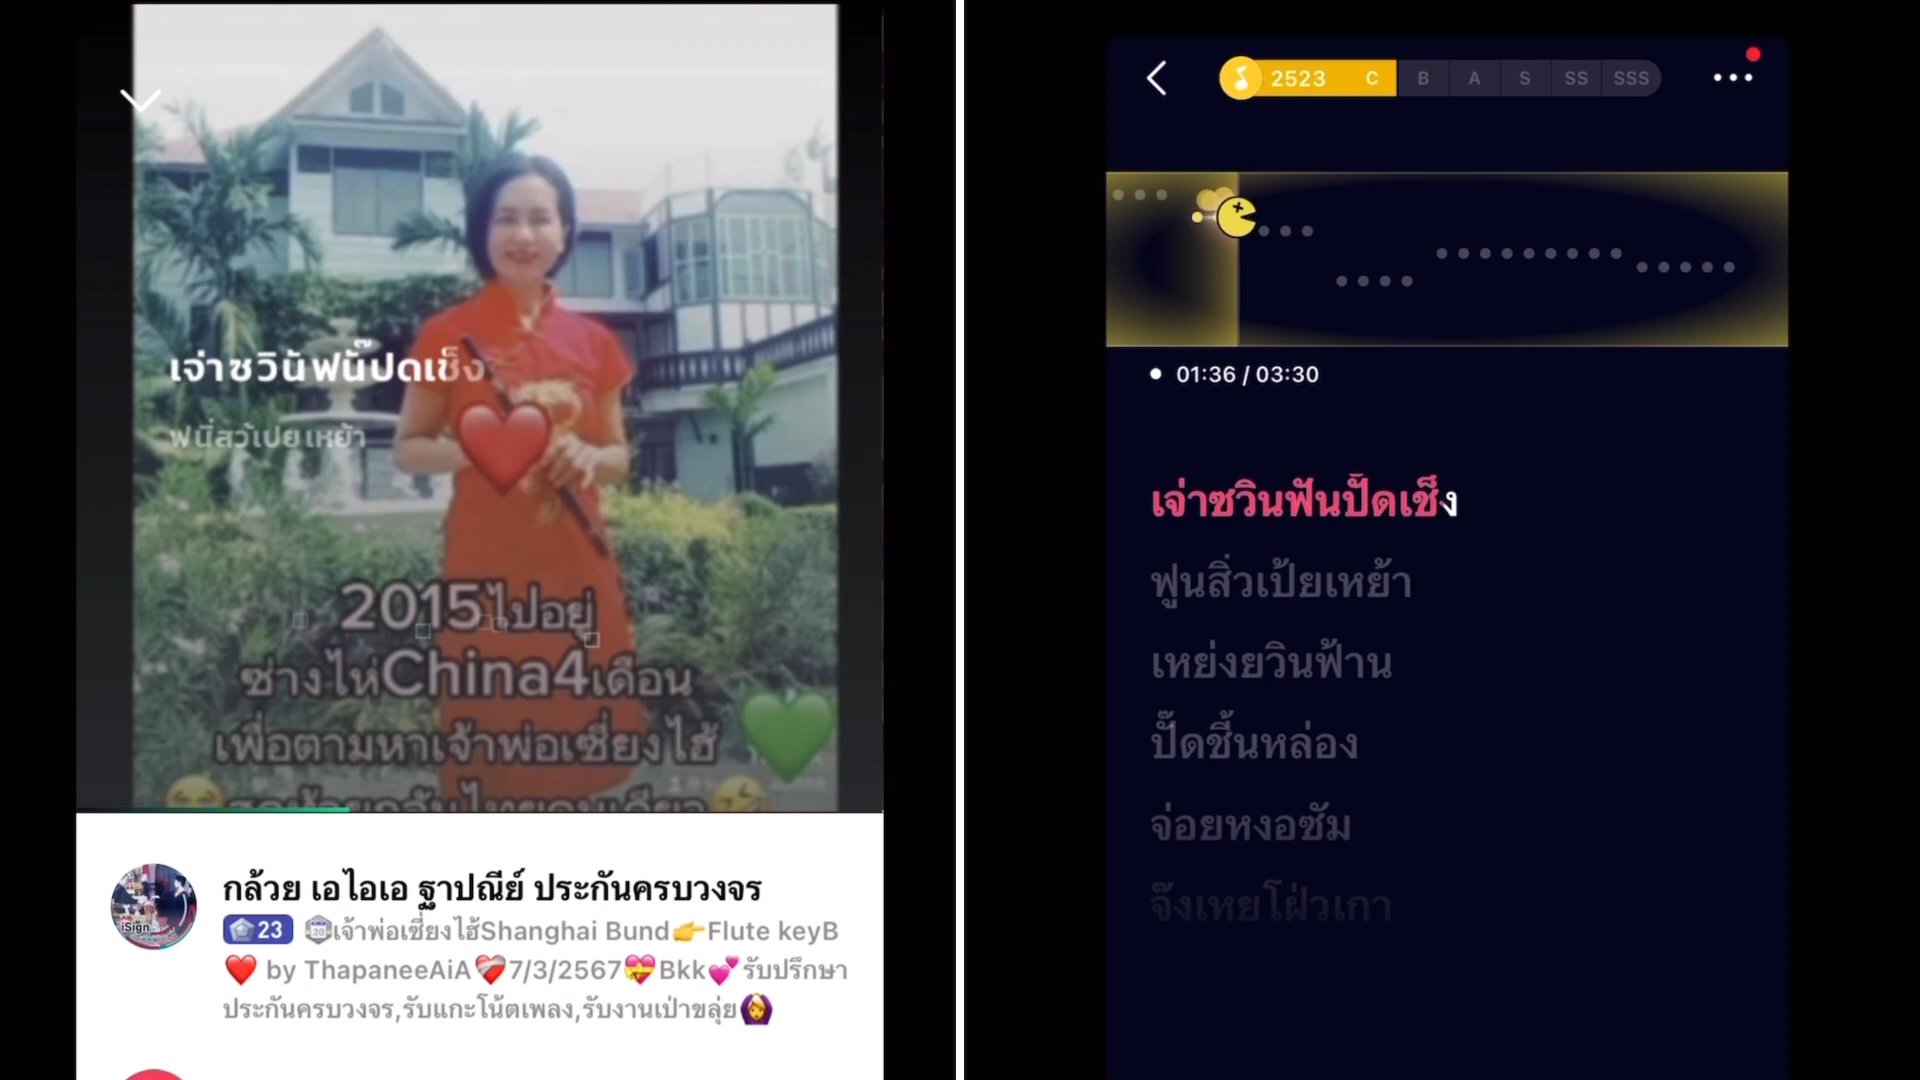 เจ่าซวินฟนั๊ปดเช็ง
ฟนี่สว้เปยเหย้า
2015ไปอยู่
ซ่างไห่China4เดือน
เพื่อตามหาเจ้าพ่อเซี่ยงไฮ้
iSign
กล้วย เอไอเอ ฐาปณีย์ ประกันครบวงจร
23 20 เจ้าพ่อเซี่ยงไฮ้Shanghai Bund👉Flute keyB
❤️ by ThapaneeAiA❤️‍🩹7/3/2567💝Bkk💕รับปรึกษา
ประกันครบวงจร,รับแกะโน้ตเพลง,รับงานเป่าขลุ่ย🙆
2523 C B A S SS SSS
01:36 / 03:30
เจ่าซวินฟันปั้ดเช็ง
ฟูนสิ่วเป้ยเหย้า
เหย่งยวินฟ้าน
ปั๊ดชี้นหล่อง
จ่อยหงอซัม
จ๊งเหยโฝ่วเกา